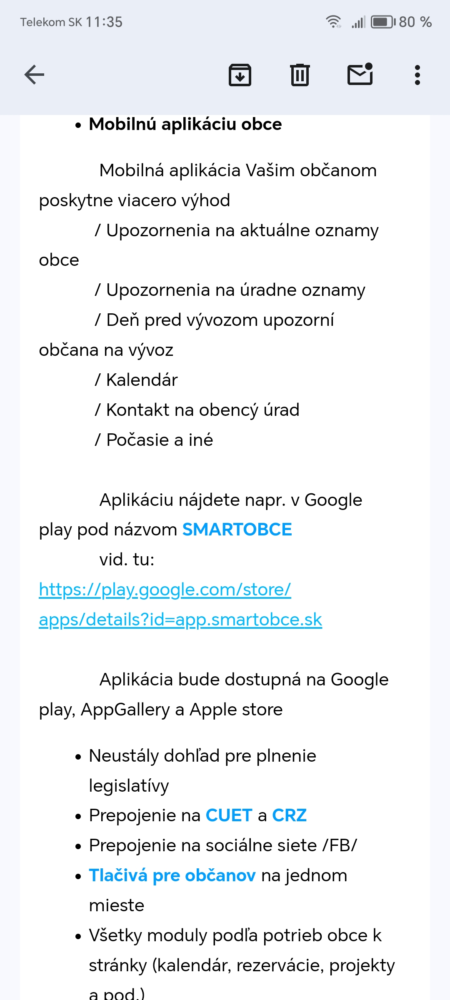 Telekom SK 11:35
80 %
• Mobilnú aplikáciu obce
Mobilná aplikácia Vašim občanom
poskytne viacero výhod
/ Upozornenia na aktuálne oznamy
obce
/ Upozornenia na úradne oznamy
/ Deň pred vývozom upozorní
občana na vývoz
/ Kalendár
/ Kontakt na obencý úrad
/ Počasie a iné
Aplikáciu nájdete napr. v Google
play pod názvom SMARTOBCE
vid. tu:
https://play.google.com/store/
apps/details?id=app.smartobce.sk
Aplikácia bude dostupná na Google
play, AppGallery a Apple store
• Neustály dohľad pre plnenie
legislatívy
• Prepojenie na CUET a CRZ
• Prepojenie na sociálne siete /FB/
• Tlačivá pre občanov na jednom
mieste
• Všetky moduly podľa potrieb obce k
stránky (kalendár, rezervácie, projekty
a pod.)